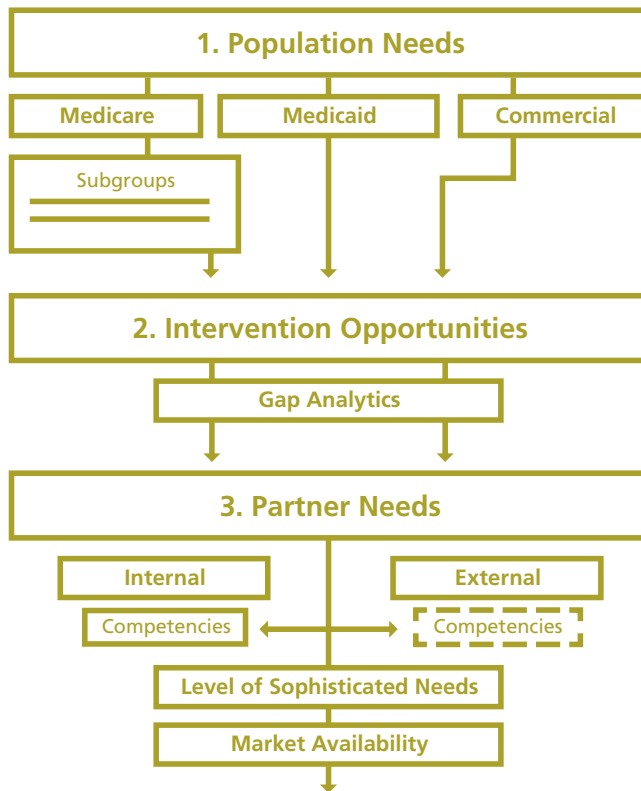 1. Population Needs
Medicare
Medicaid
Commercial
Subgroups
2. Intervention Opportunities
Gap Analytics
3. Partner Needs
Internal
External
Competencies
Competencies
Level of Sophisticated Needs
Market Availability